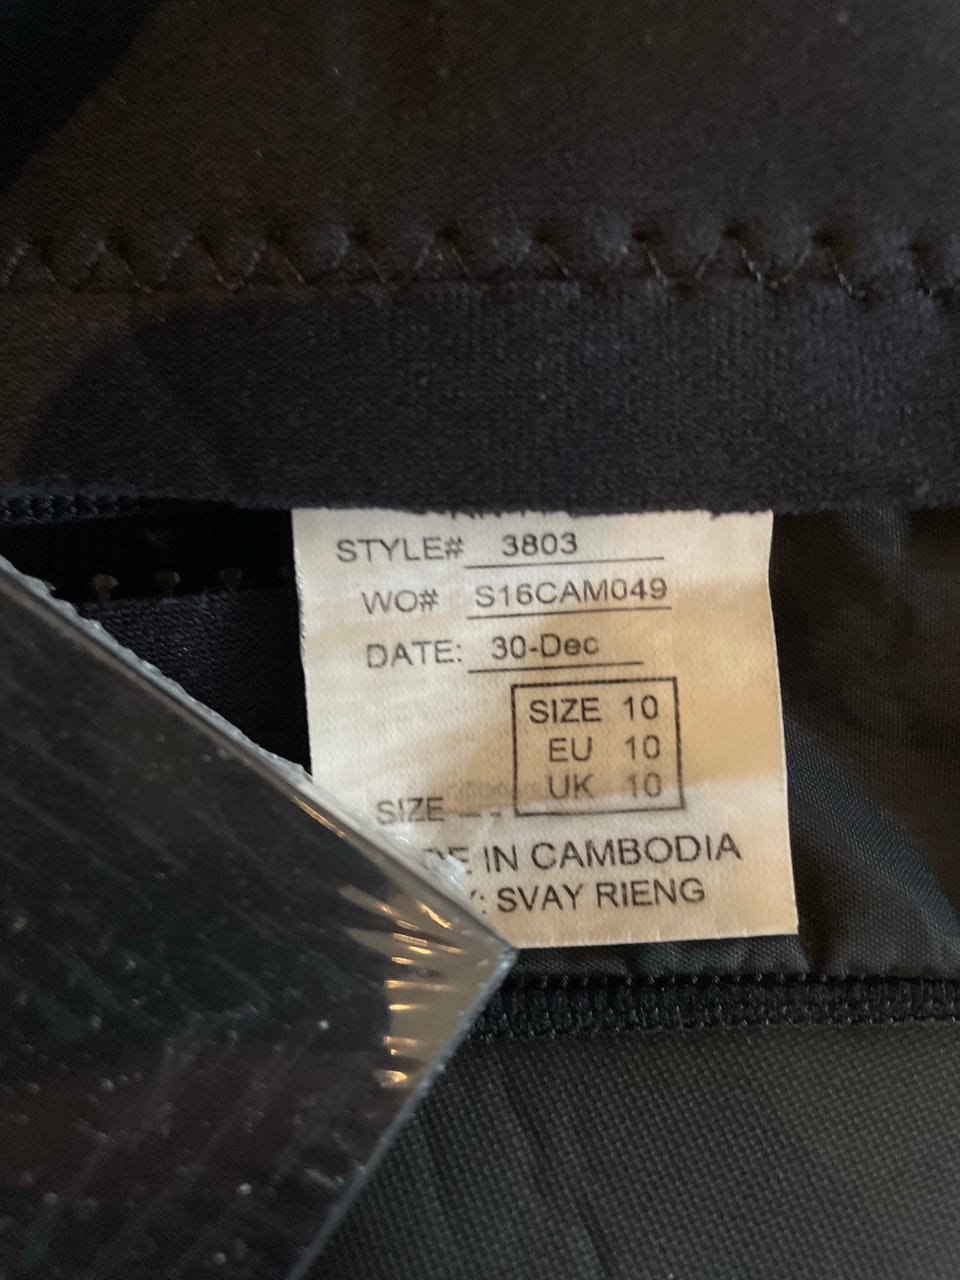 STYLE# 3803
WO# S16CAM049
DATE: 30-Dec
SIZE 10
EU 10
UK 10
SIZE
IN CAMBODIA
SVAY RIENG